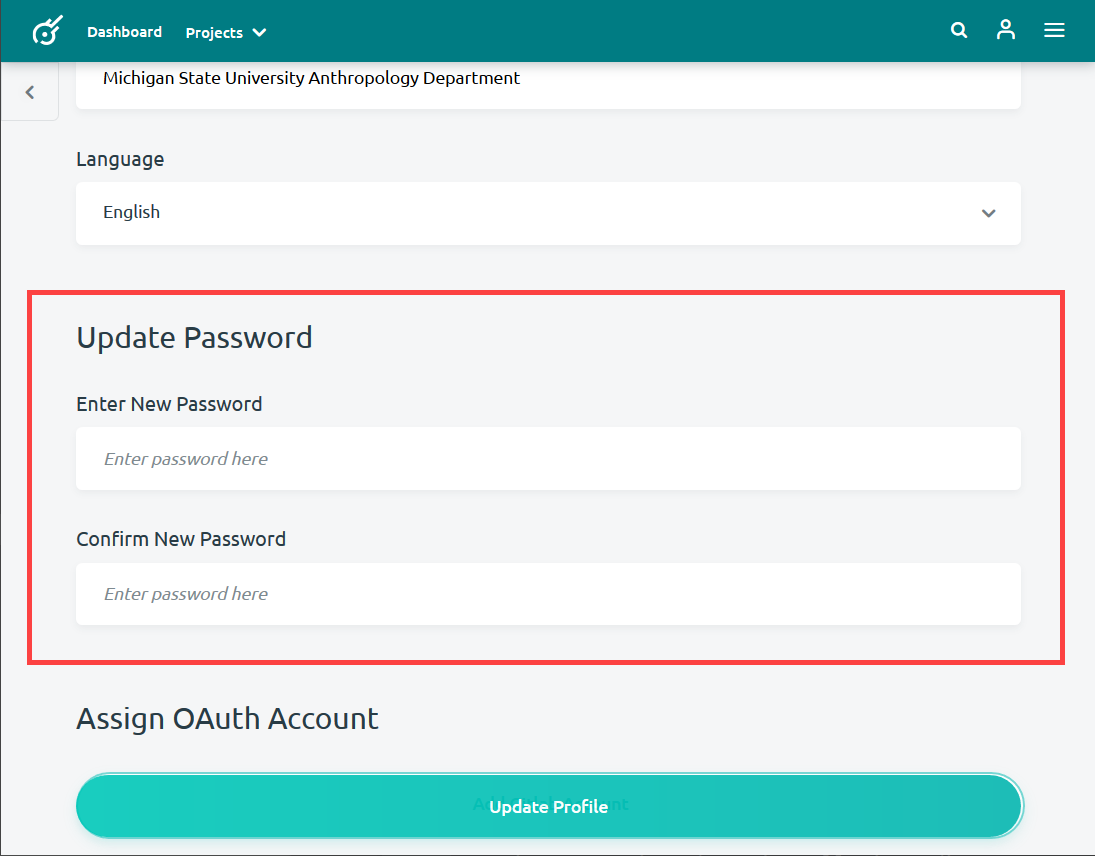 Dashboard Projects
Michigan State University Anthropology Department
Language
English
Update Password
Enter New Password
Enter password here
Confirm New Password
Enter password here
Assign OAuth Account
Update Profile